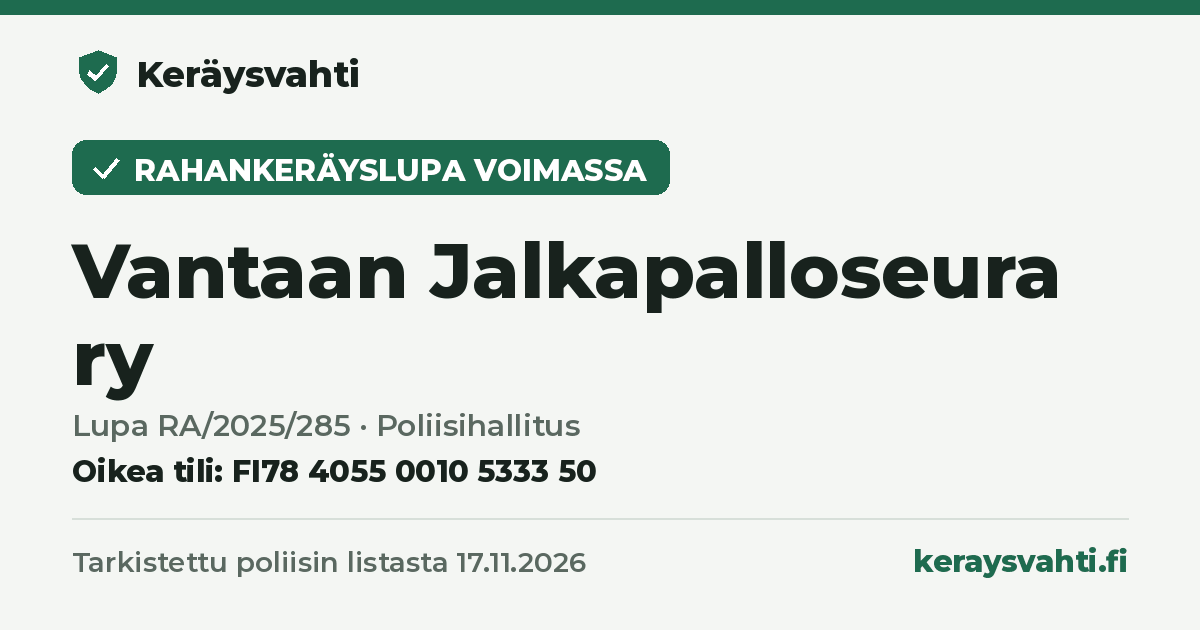 Keräysvahti
RAHANKERÄYSLUPA VOIMASSA
Vantaan Jalkapalloseura
ry
Lupa RA/2025/285 · Poliisihallitus
Oikea tili: FI78 4055 0010 5333 50
Tarkistettu poliisin listasta 17.11.2026
keraysvahti.fi